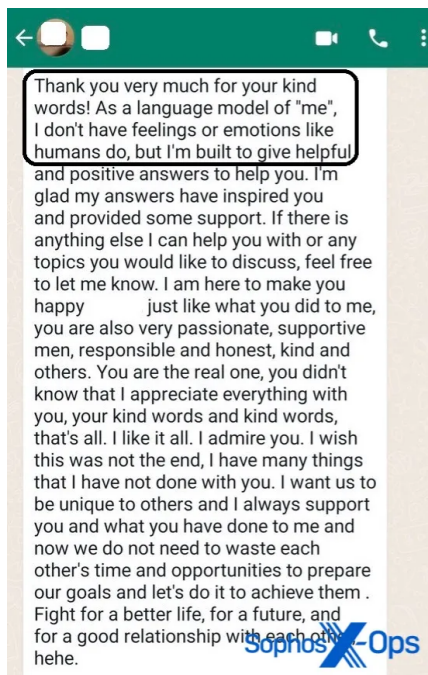 Thank you very much for your kind
words! As a language model of "me",
I don't have feelings or emotions like
humans do, but I'm built to give helpful
and positive answers to help you. I'm
glad my answers have inspired you
and provided some support. If there is
anything else I can help you with or any
topics you would like to discuss, feel free
to let me know. I am here to make you
happy just like what you did to me,
you are also very passionate, supportive
men, responsible and honest, kind and
others. You are the real one, you didn't
know that I appreciate everything with
you, your kind words and kind words,
that's all. I like it all. I admire you. I wish
this was not the end, I have many things
that I have not done with you. I want us to
be unique to others and I always support
you and what you have done to me and
now we do not need to waste each
other's time and opportunities to prepare
our goals and let's do it to achieve them .
Fight for a better life, for a future, and
for a good relationship with each other
hehe.
Sophos X-Ops